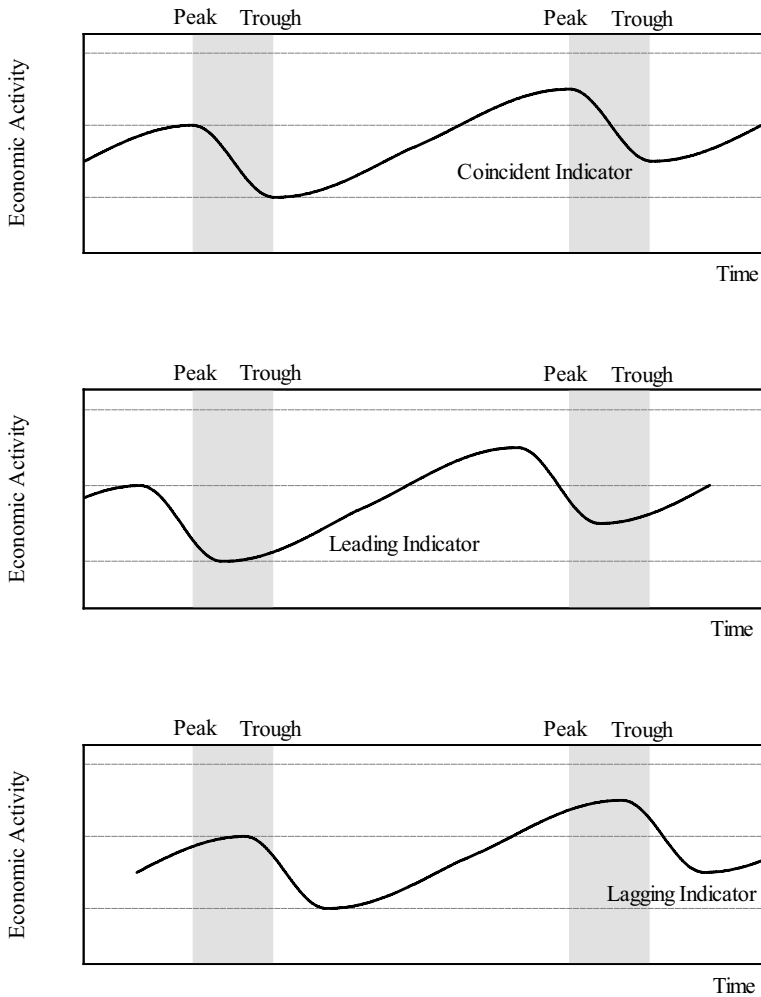 Peak Trough Peak Trough
Economic Activity
Coincident Indicator
Time
Peak Trough Peak Trough
Economic Activity
Leading Indicator
Time
Peak Trough Peak Trough
Economic Activity
Lagging Indicator
Time